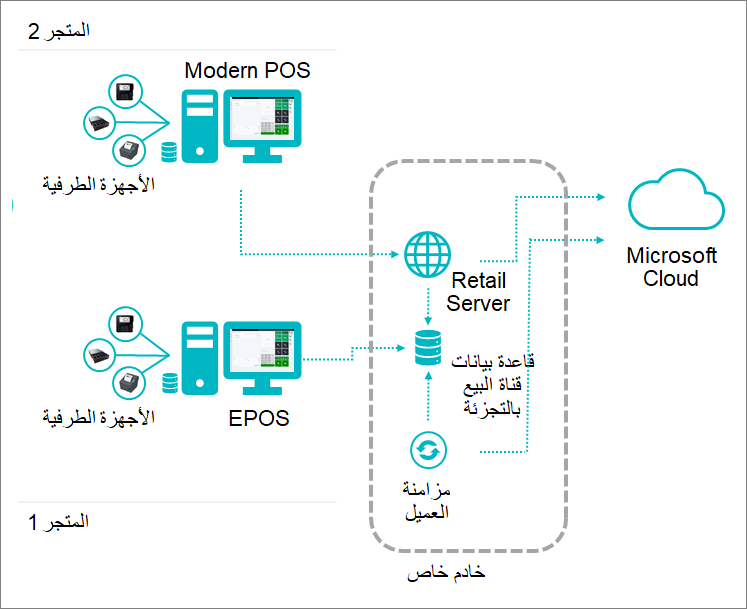 المتجر 2
Modern POS
الأجهزة الطرفية
Retail
Server
Microsoft
Cloud
قاعدة بيانات
قناة البيع
بالتجزئة
الأجهزة الطرفية
EPOS
مزامنة
العميل
المتجر 1
خادم خاص